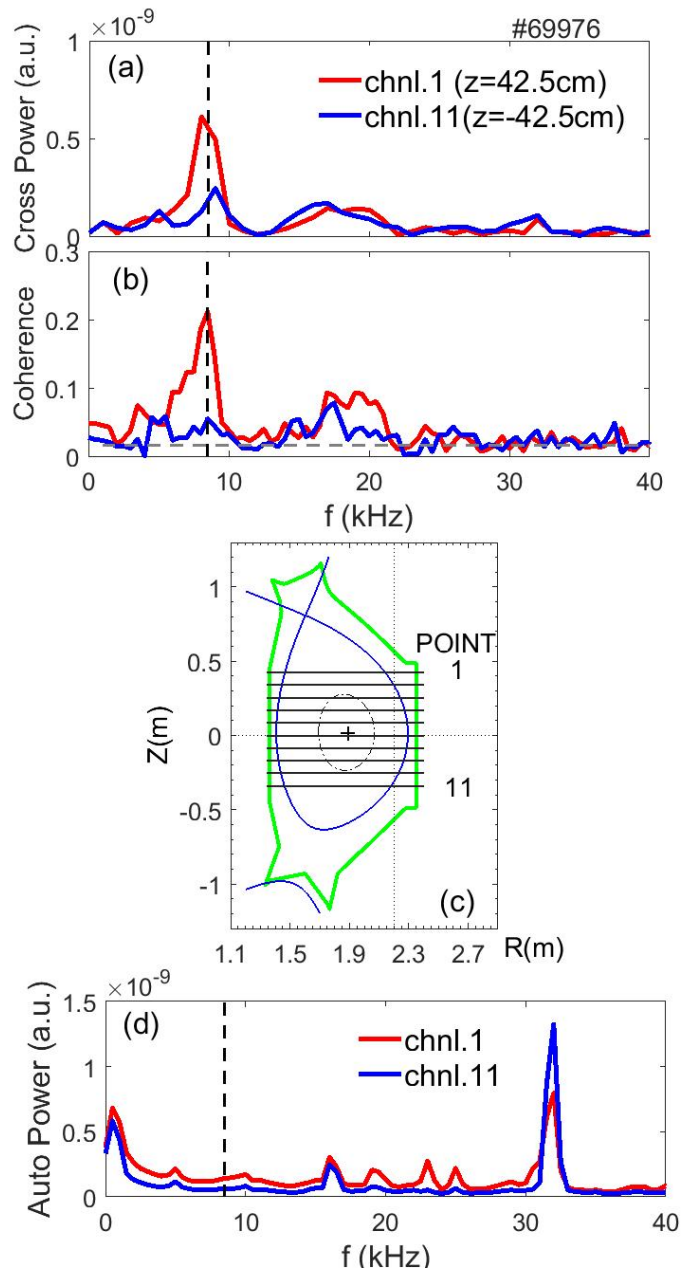 ×10⁻⁹
#69976
1
(a)
chnl.1 (z=42.5cm)
chnl.11(z=-42.5cm)
0.5
0
Cross Power (a.u.)
0.3
(b)
0.2
0.1
0
Coherence
0 10 20 30 40
f (kHz)
1
POINT
0.5
1
0
Z(m)
-0.5
11
-1
(c)
1.1 1.5 1.9 2.3 2.7 R(m)
×10⁻⁹
1.5
(d)
chnl.1
1
chnl.11
0.5
0
Auto Power (a.u.)
0 10 20 30 40
f (kHz)